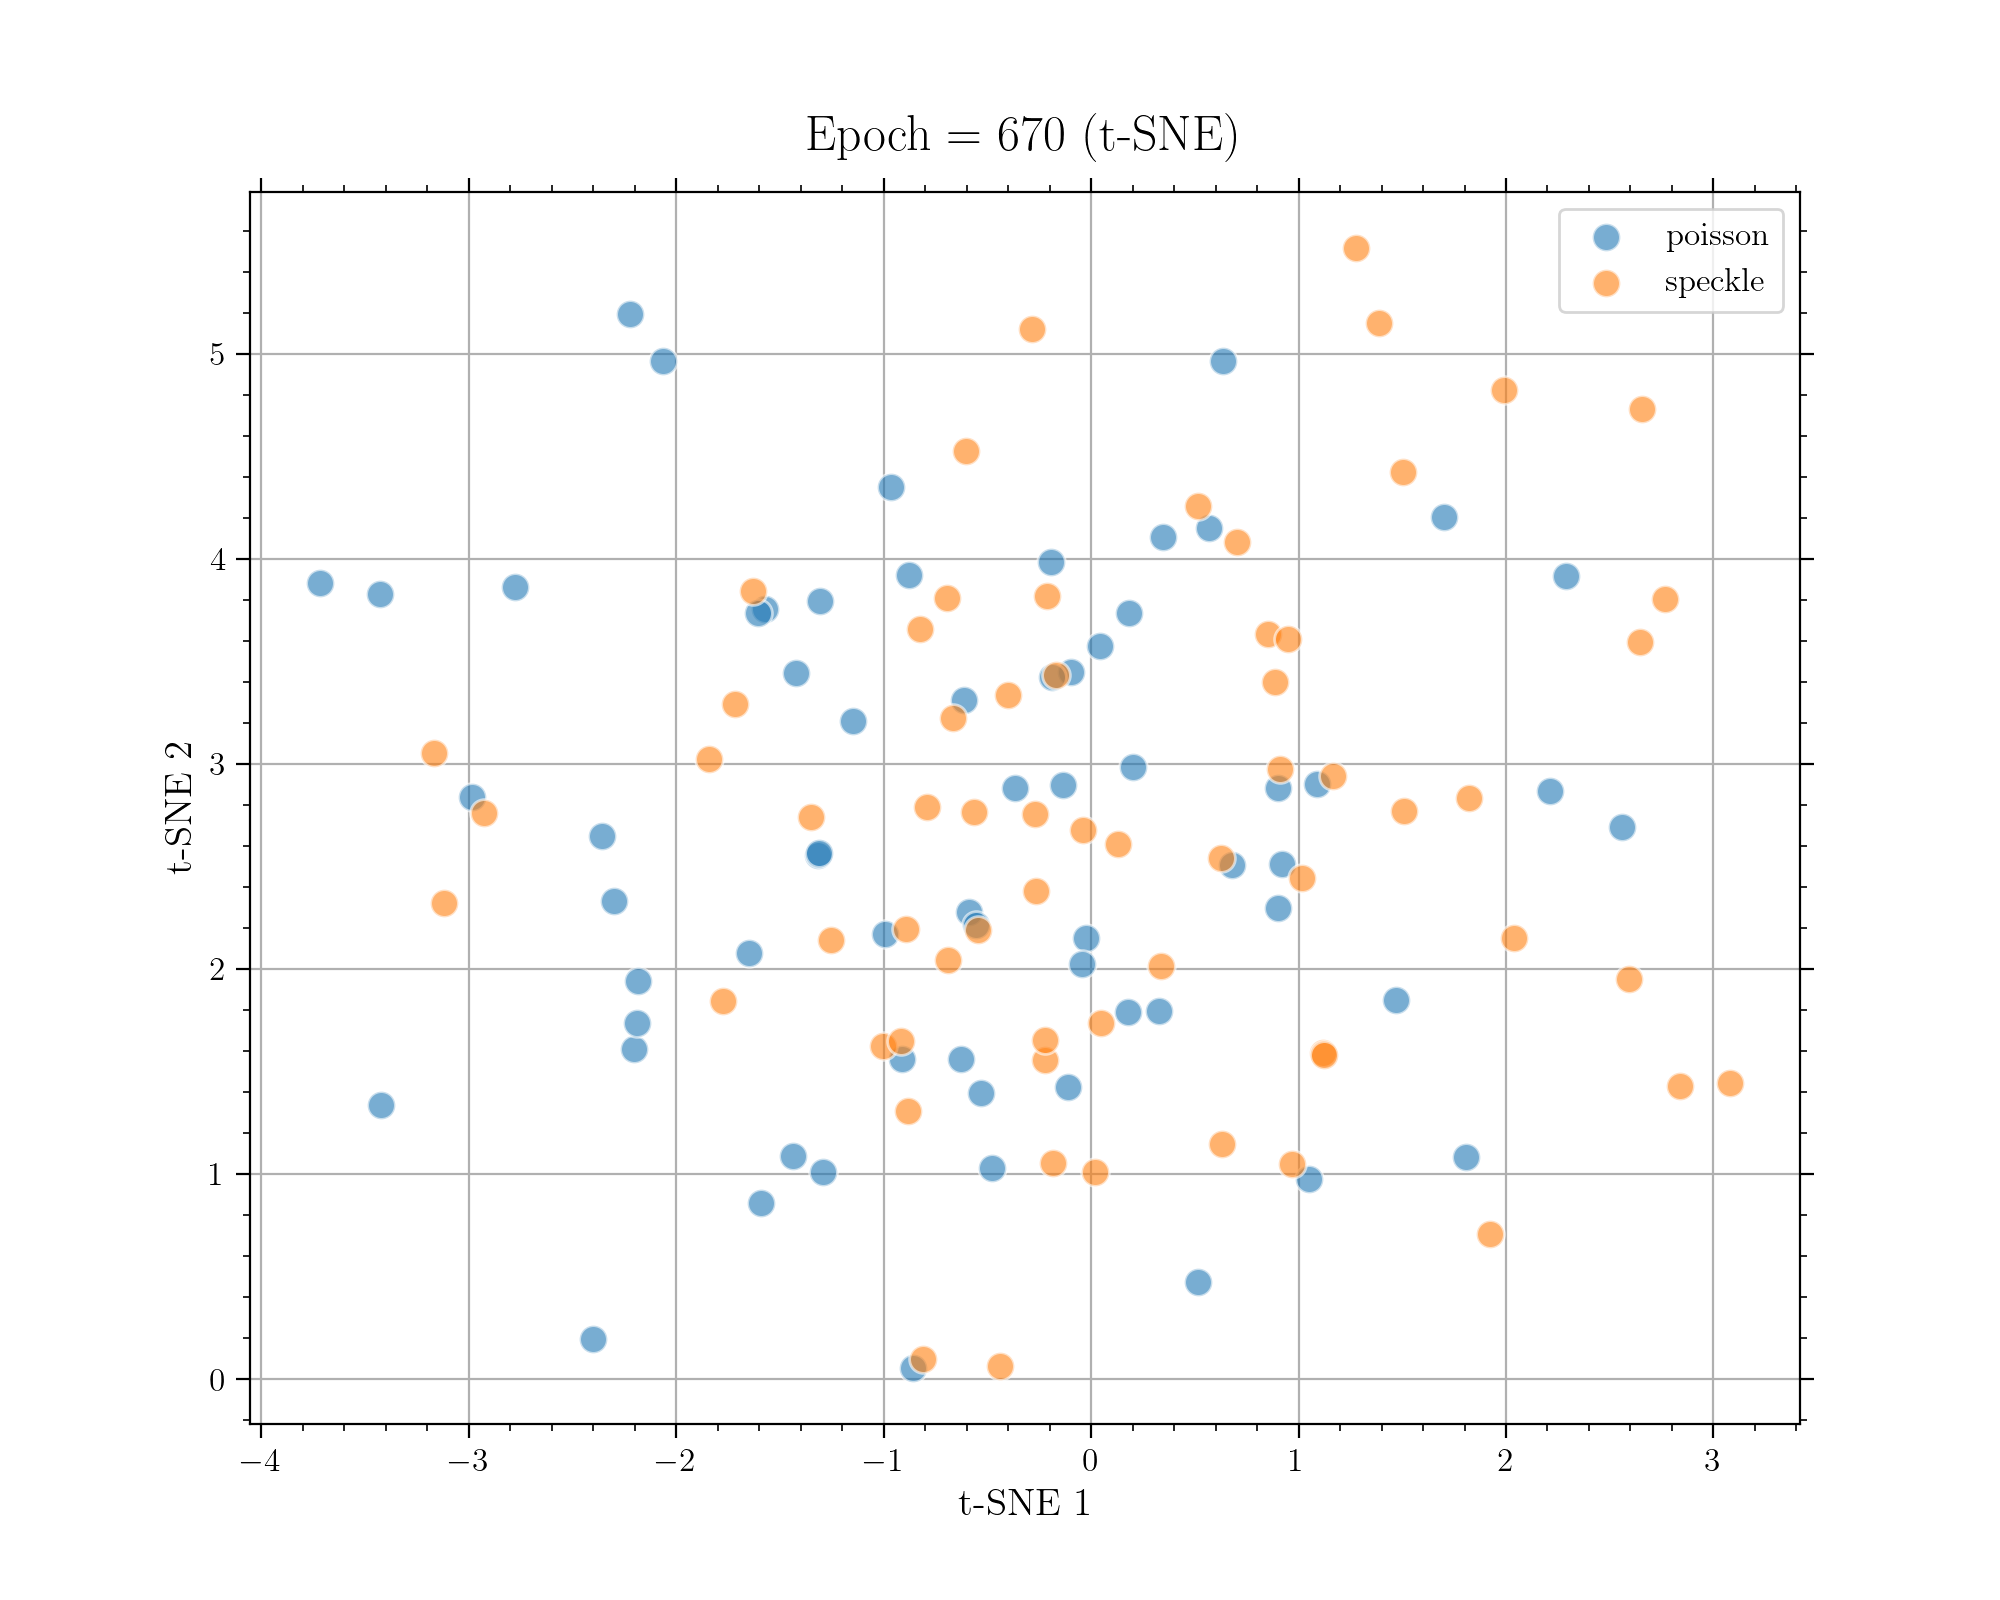 Epoch = 670 (t-SNE)
poisson
speckle
5
4
3
2
1
0
t-SNE 2
−4 −3 −2 −1 0 1 2 3
t-SNE 1